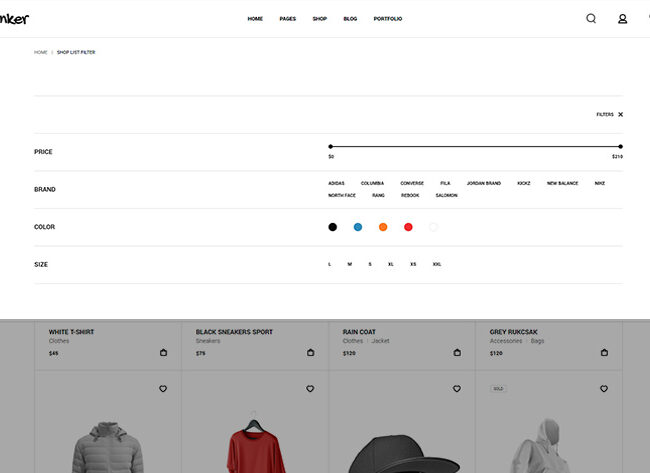 nker
HOME PAGES SHOP BLOG PORTFOLIO
HOME | SHOP LIST FILTER
FILTERS
PRICE
$0 $210
BRAND
ADIDAS COLUMBIA CONVERSE FILA JORDAN BRAND KICKZ NEW BALANCE NIKE
NORTH FACE RANG REBOOK SALOMON
COLOR
SIZE
L M S XL XS XXL
WHITE T-SHIRT BLACK SNEAKERS SPORT RAIN COAT GREY RUKCSAK
Clothes Sneakers Clothes | Jacket Accessories | Bags
$45 $75 $120 $120
SOLD